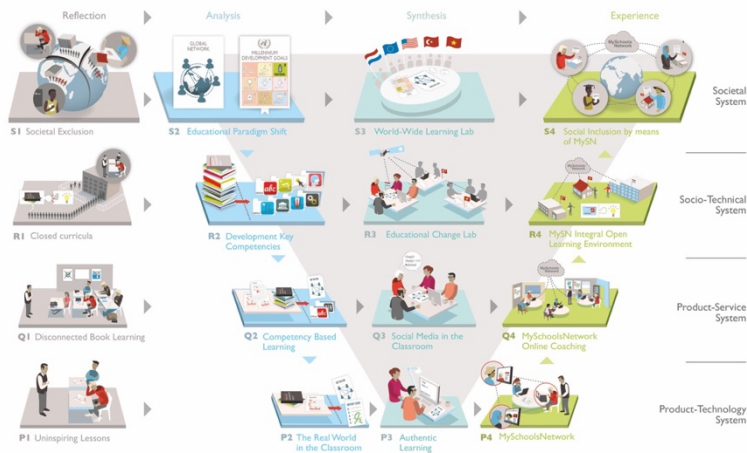 Reflection
Analysis
Synthesis
Experience
GLOBAL
NETWORK
MILLENNIUM
DEVELOPMENT GOALS
MySchools
Network
Societal
System
S1 Societal Exclusion
S2 Educational Paradigm Shift
S3 World-Wide Learning Lab
S4 Social Inclusion by means
of MySN
abc
MySchools
Network
Socio-Technical
System
R1 Closed curricula
R2 Development Key
Competencies
R3 Educational Change Lab
R4 MySN Integral Open
Learning Environment
abc
MySchools
Network
Product-Service
System
Q1 Disconnected Book Learning
Q2 Competency Based
Learning
Q3 Social Media in the
Classroom
Q4 MySchoolsNetwork
Online Coaching
Product-Technology
System
P1 Uninspiring Lessons
P2 The Real World
in the Classroom
P3 Authentic
Learning
P4 MySchoolsNetwork